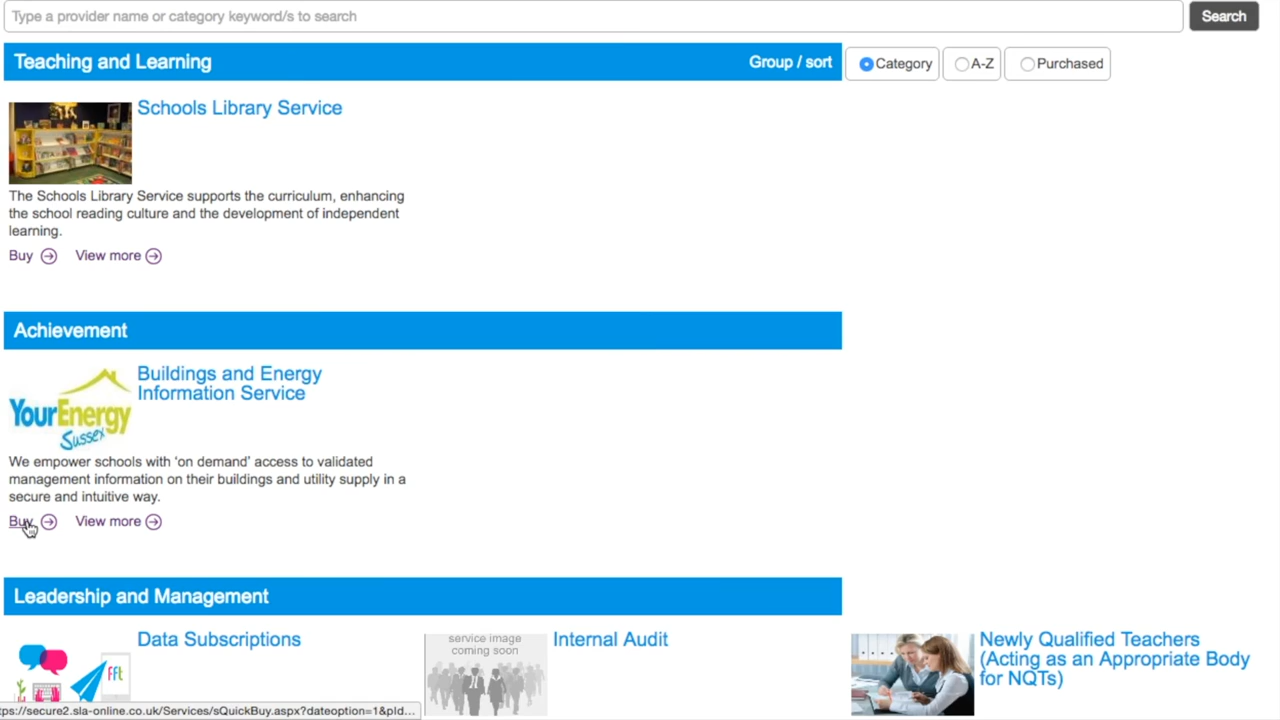 Type a provider name or category keyword/s to search
Search
Teaching and Learning
Group / sort
Category
A-Z
Purchased
Schools Library Service
The Schools Library Service supports the curriculum, enhancing
the school reading culture and the development of independent
learning.
Buy
View more
Achievement
YourEnergy
Sussex
Buildings and Energy
Information Service
We empower schools with ‘on demand’ access to validated
management information on their buildings and utility supply in a
secure and intuitive way.
Buy
View more
Leadership and Management
fft
Data Subscriptions
service image
coming soon
Internal Audit
Newly Qualified Teachers
(Acting as an Appropriate Body
for NQTs)
tps://secure2.sla-online.co.uk/Services/sQuickBuy.aspx?dateoption=1&pId...